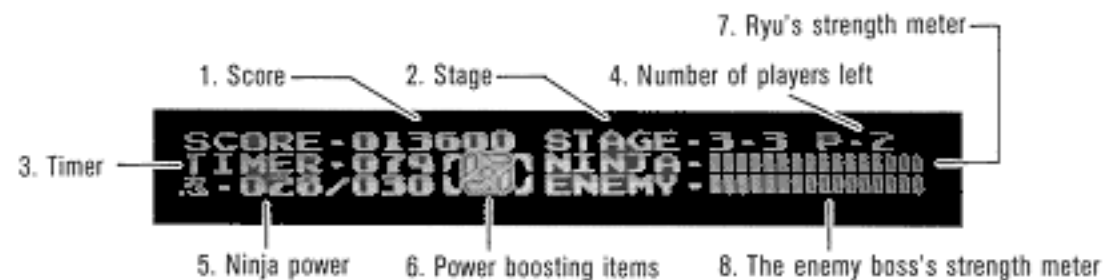 7. Ryu's strength meter
1. Score
2. Stage
4. Number of players left
SCORE-013600 STAGE-3-3 P-2
3. Timer
TIMER-079
NINJA-
-028/030
ENEMY-
5. Ninja power
6. Power boosting items
8. The enemy boss's strength meter